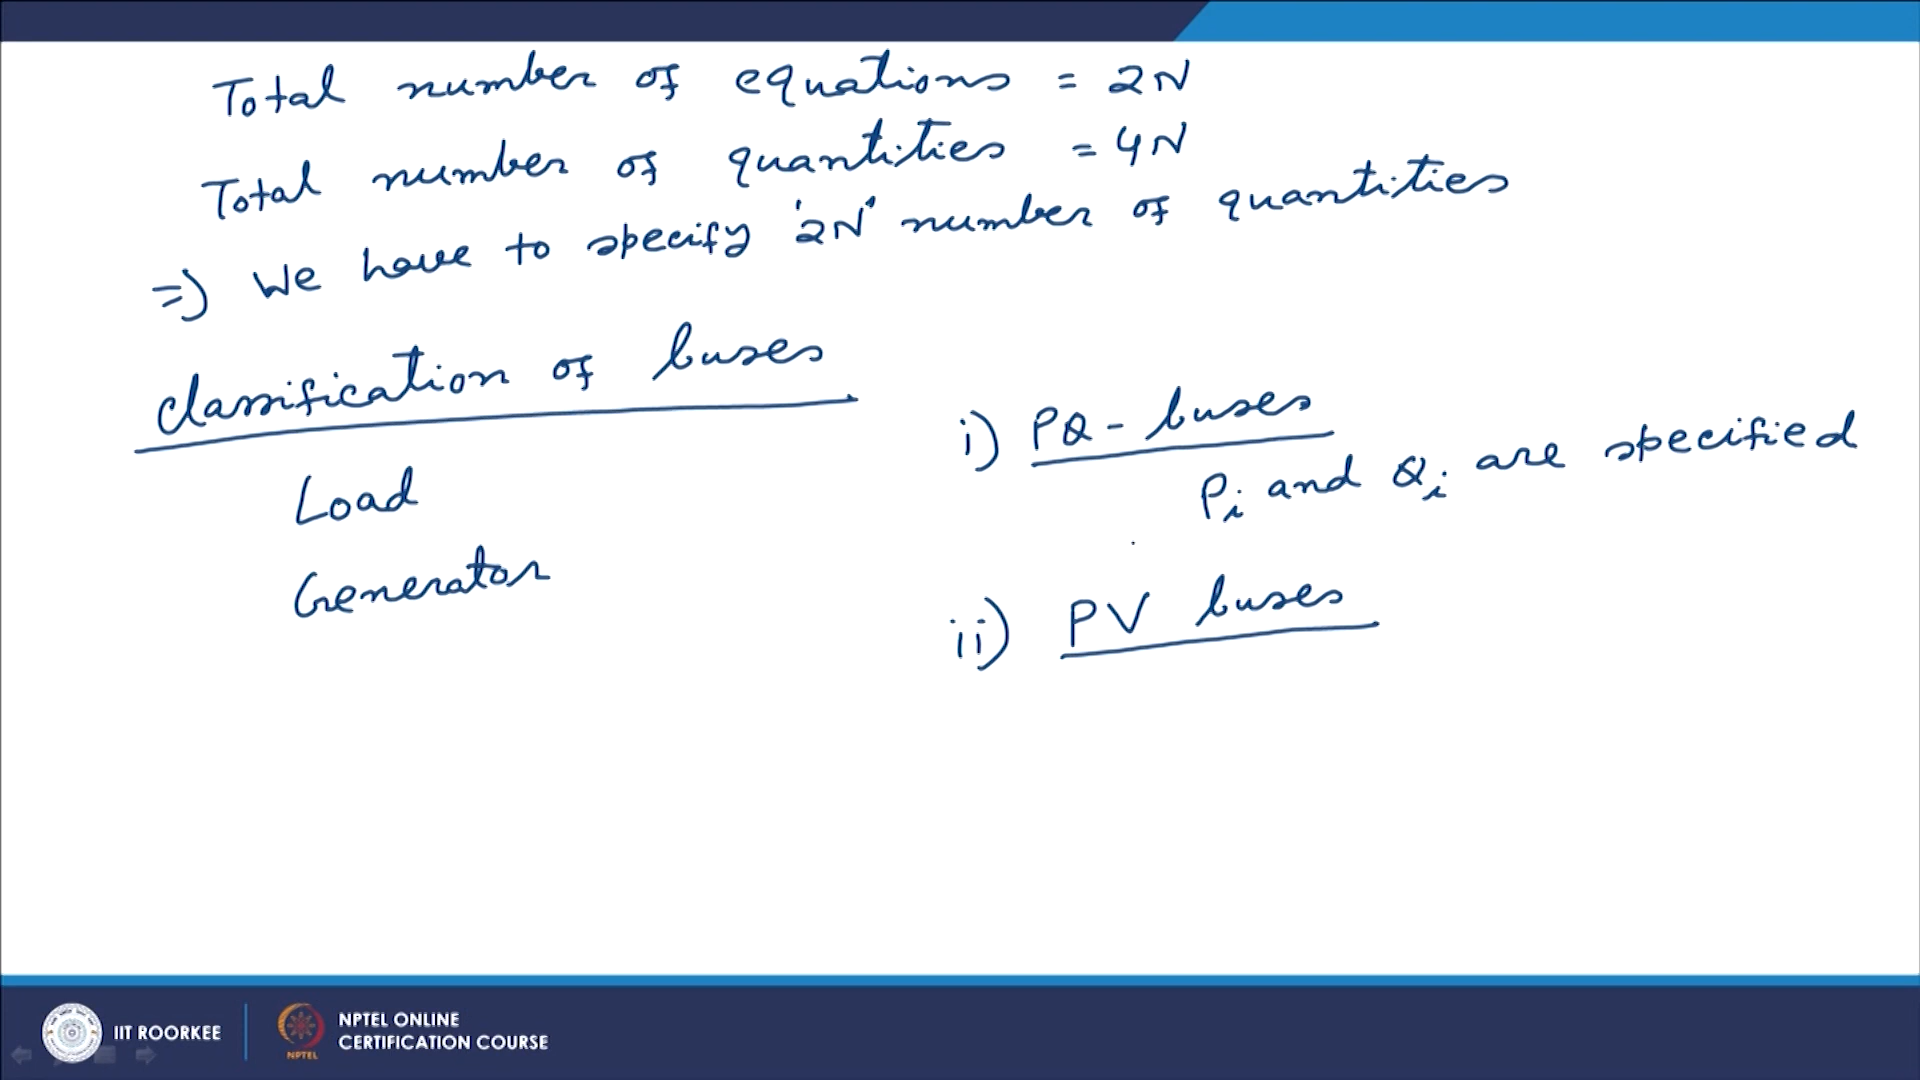 Total number of equations = 2N
Total number of quantities = 4N
=) We have to specify '2N' number of quantities
Classification of buses
Load
Generator
i) PQ - buses
Pi and Qi are specified
ii) PV buses
IIT ROORKEE
NPTEL
NPTEL ONLINE
CERTIFICATION COURSE